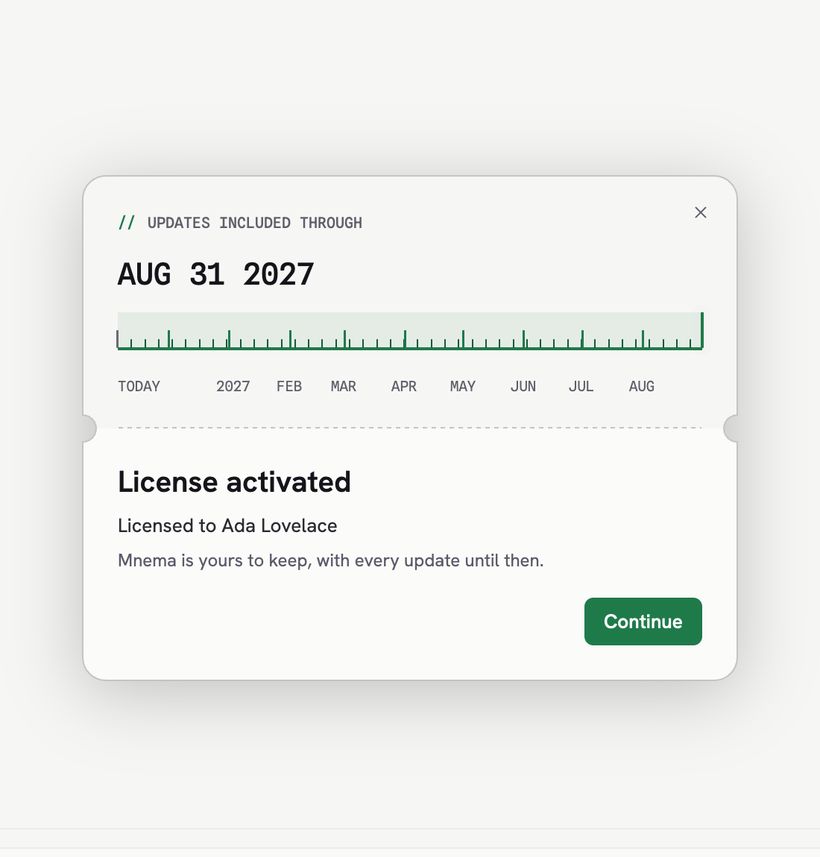 // UPDATES INCLUDED THROUGH
AUG 31 2027
TODAY 2027 FEB MAR APR MAY JUN JUL AUG
License activated
Licensed to Ada Lovelace
Mnema is yours to keep, with every update until then.
Continue